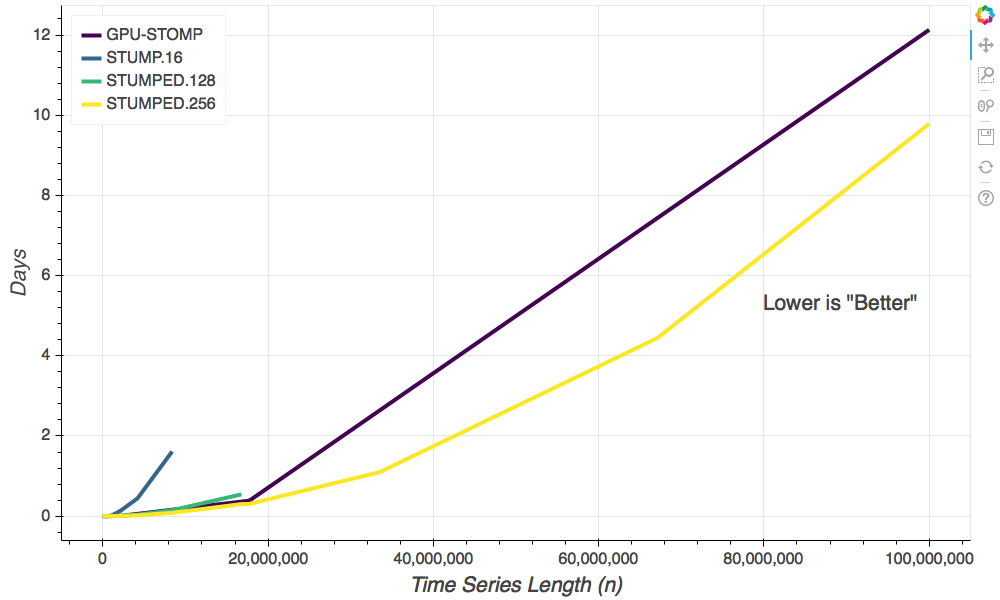 GPU-STOMP
STUMP.16
STUMPED.128
STUMPED.256
12
10
8
6
4
2
0
Days
Lower is "Better"
0
20,000,000
40,000,000
60,000,000
80,000,000
100,000,000
Time Series Length (n)